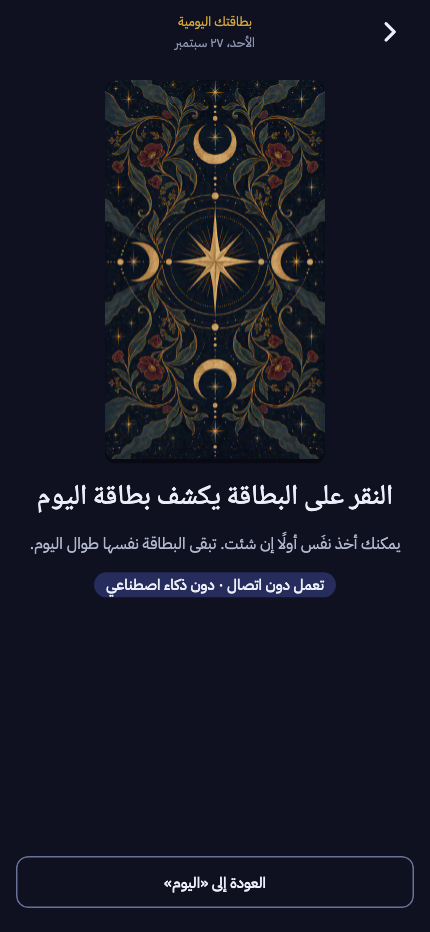 بطاقتك اليومية
الأحد، ٢٧ سبتمبر
النقر على البطاقة يكشف بطاقة اليوم
يمكنك أخذ نفَس أولًا إن شئت. تبقى البطاقة نفسها طوال اليوم.
تعمل دون اتصال · دون ذكاء اصطناعي
العودة إلى «اليوم»